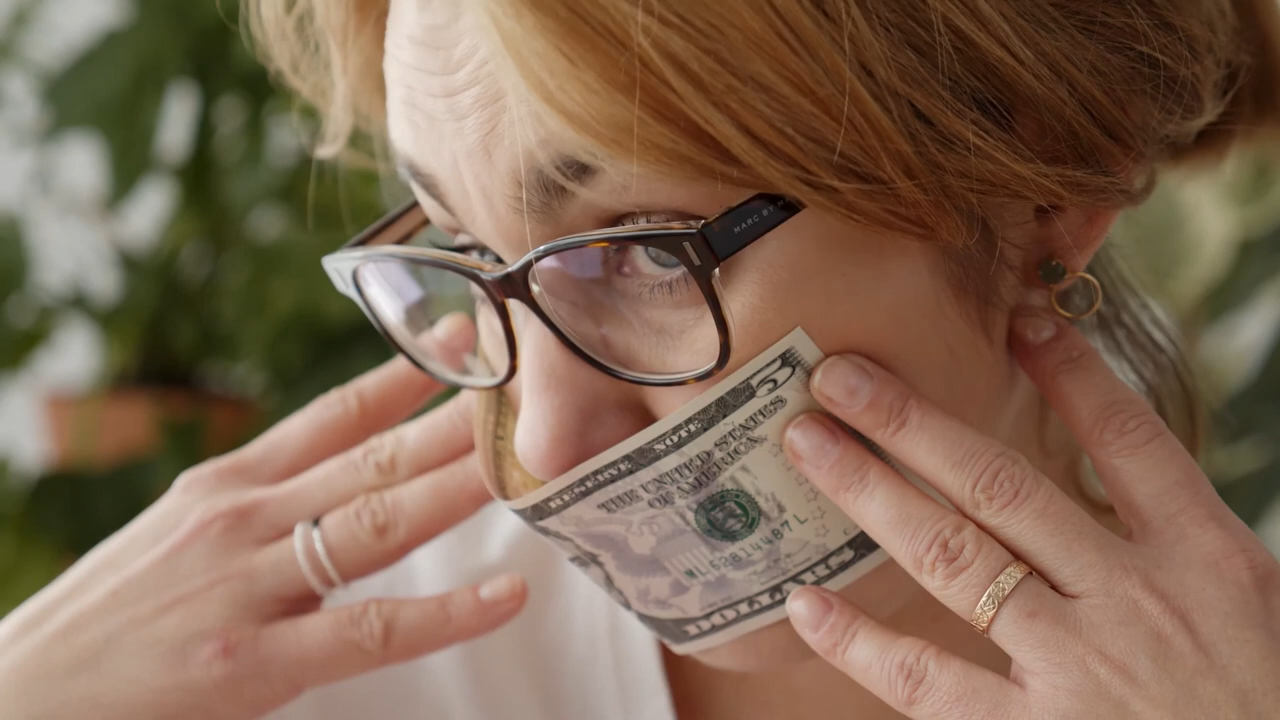 MARC BY M
5
RESERVE NOTE
THE UNITED STATES
OF AMERICA
DOLLARS